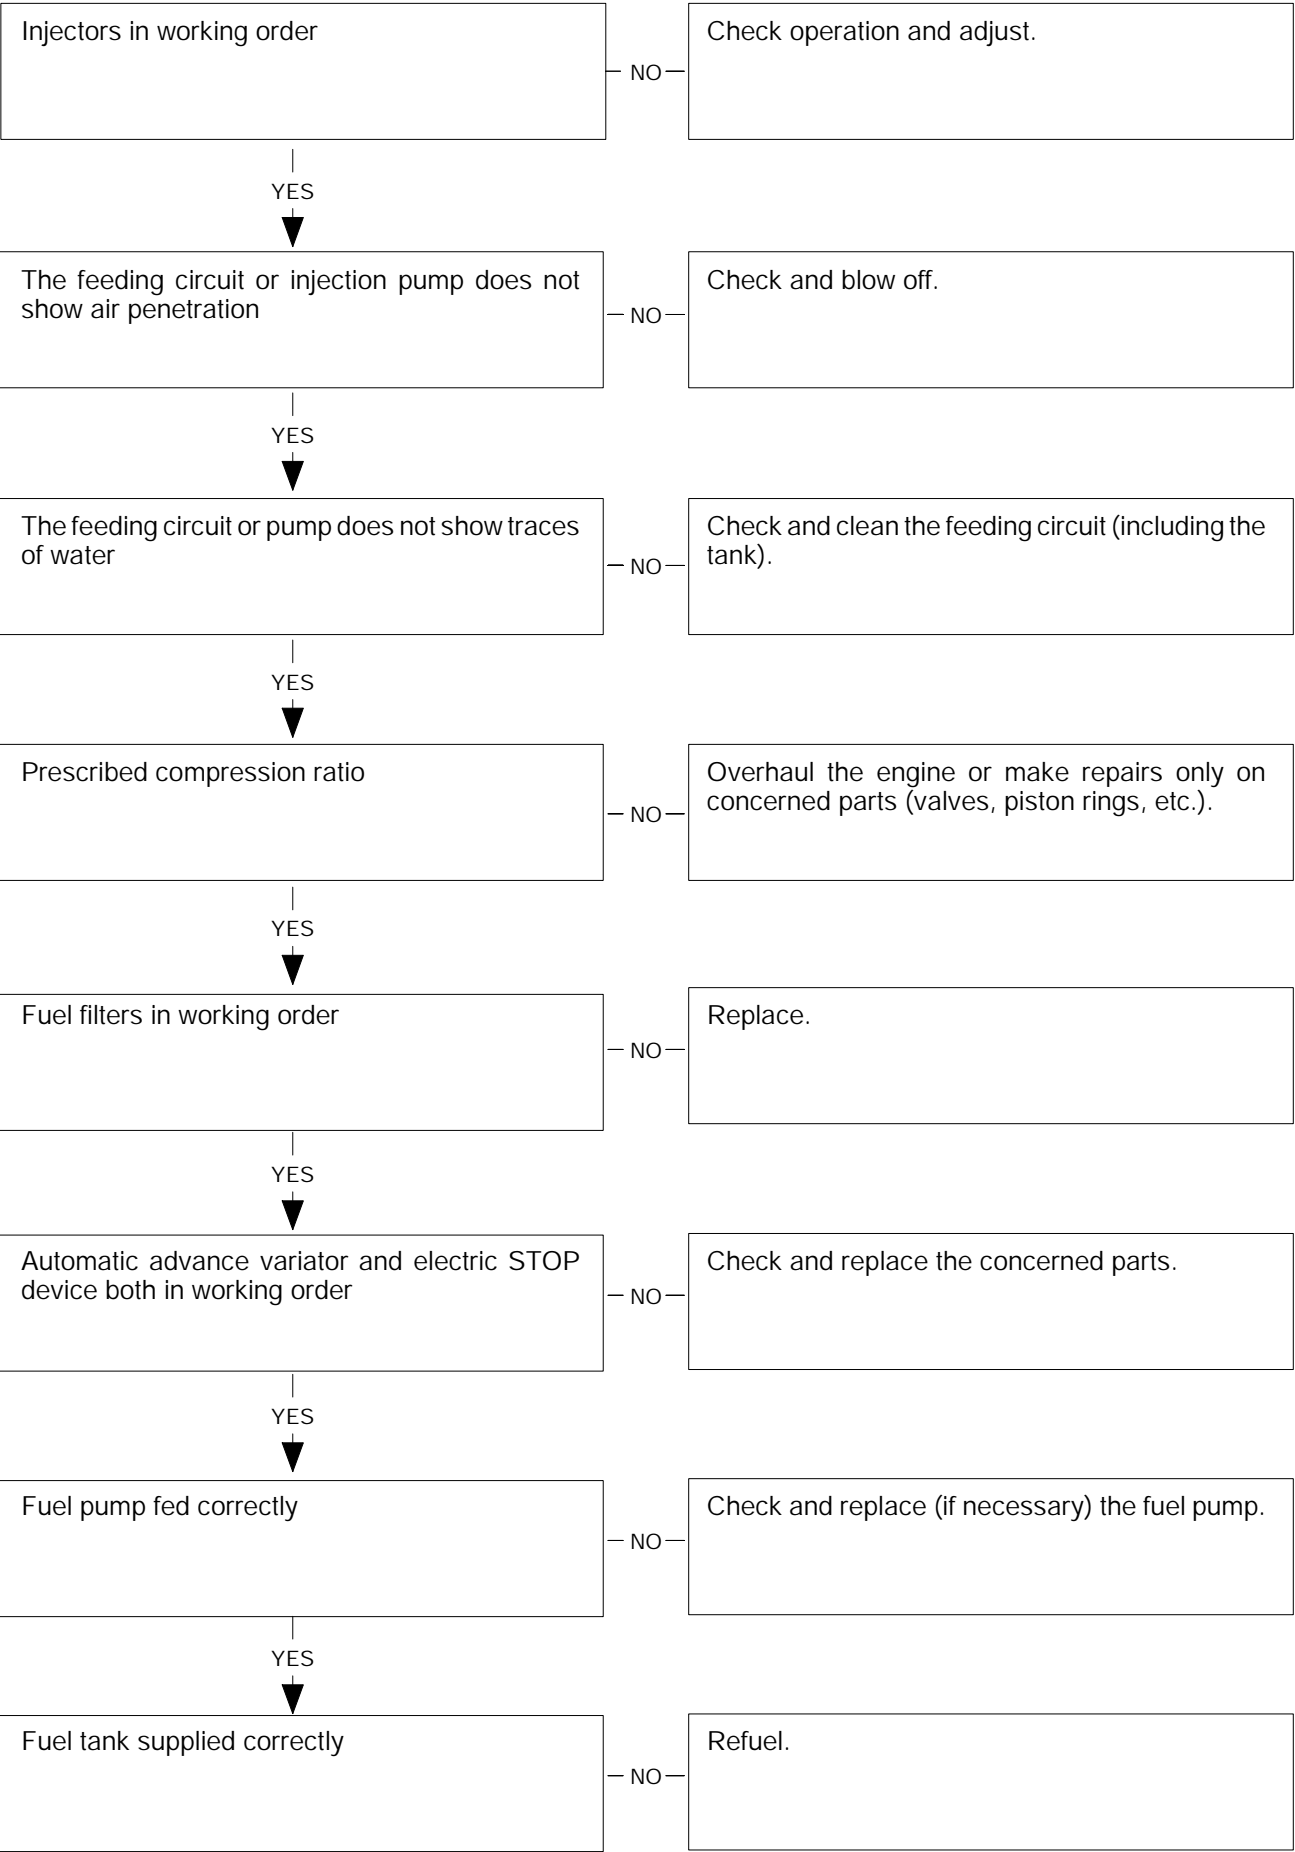 Injectors in working order
NO
Check operation and adjust.
YES
The feeding circuit or injection pump does not
show air penetration
NO
Check and blow off.
YES
The feeding circuit or pump does not show traces
of water
NO
Check and clean the feeding circuit (including the
tank).
YES
Prescribed compression ratio
NO
Overhaul the engine or make repairs only on
concerned parts (valves, piston rings, etc.).
YES
Fuel filters in working order
NO
Replace.
YES
Automatic advance variator and electric STOP
device both in working order
NO
Check and replace the concerned parts.
YES
Fuel pump fed correctly
NO
Check and replace (if necessary) the fuel pump.
YES
Fuel tank supplied correctly
NO
Refuel.